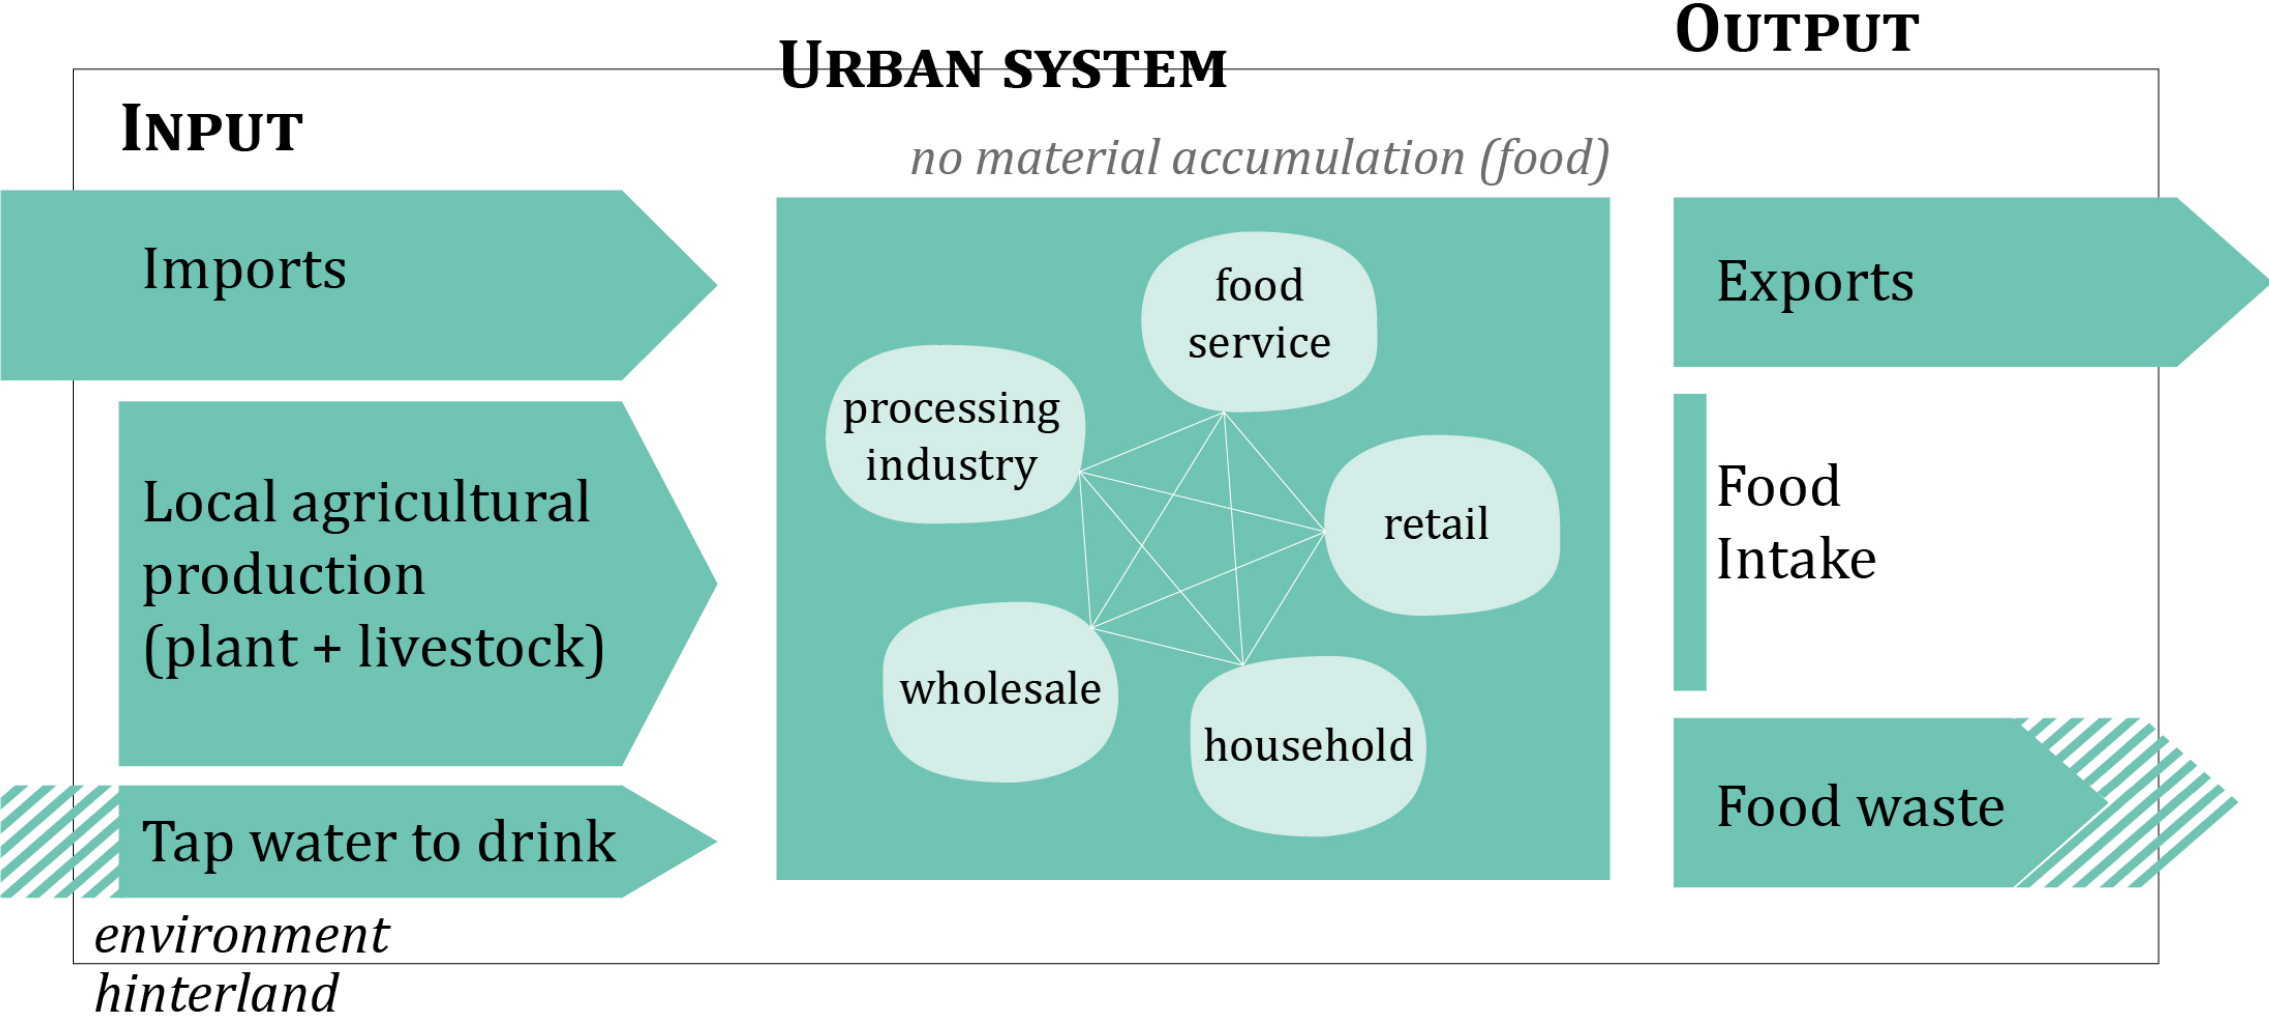 INPUT
Imports
Local agricultural
production
(plant + livestock)
Tap water to drink
environment
hinterland
URBAN SYSTEM
no material accumulation (food)
food
service
processing
industry
retail
wholesale
household
OUTPUT
Exports
Food
Intake
Food waste